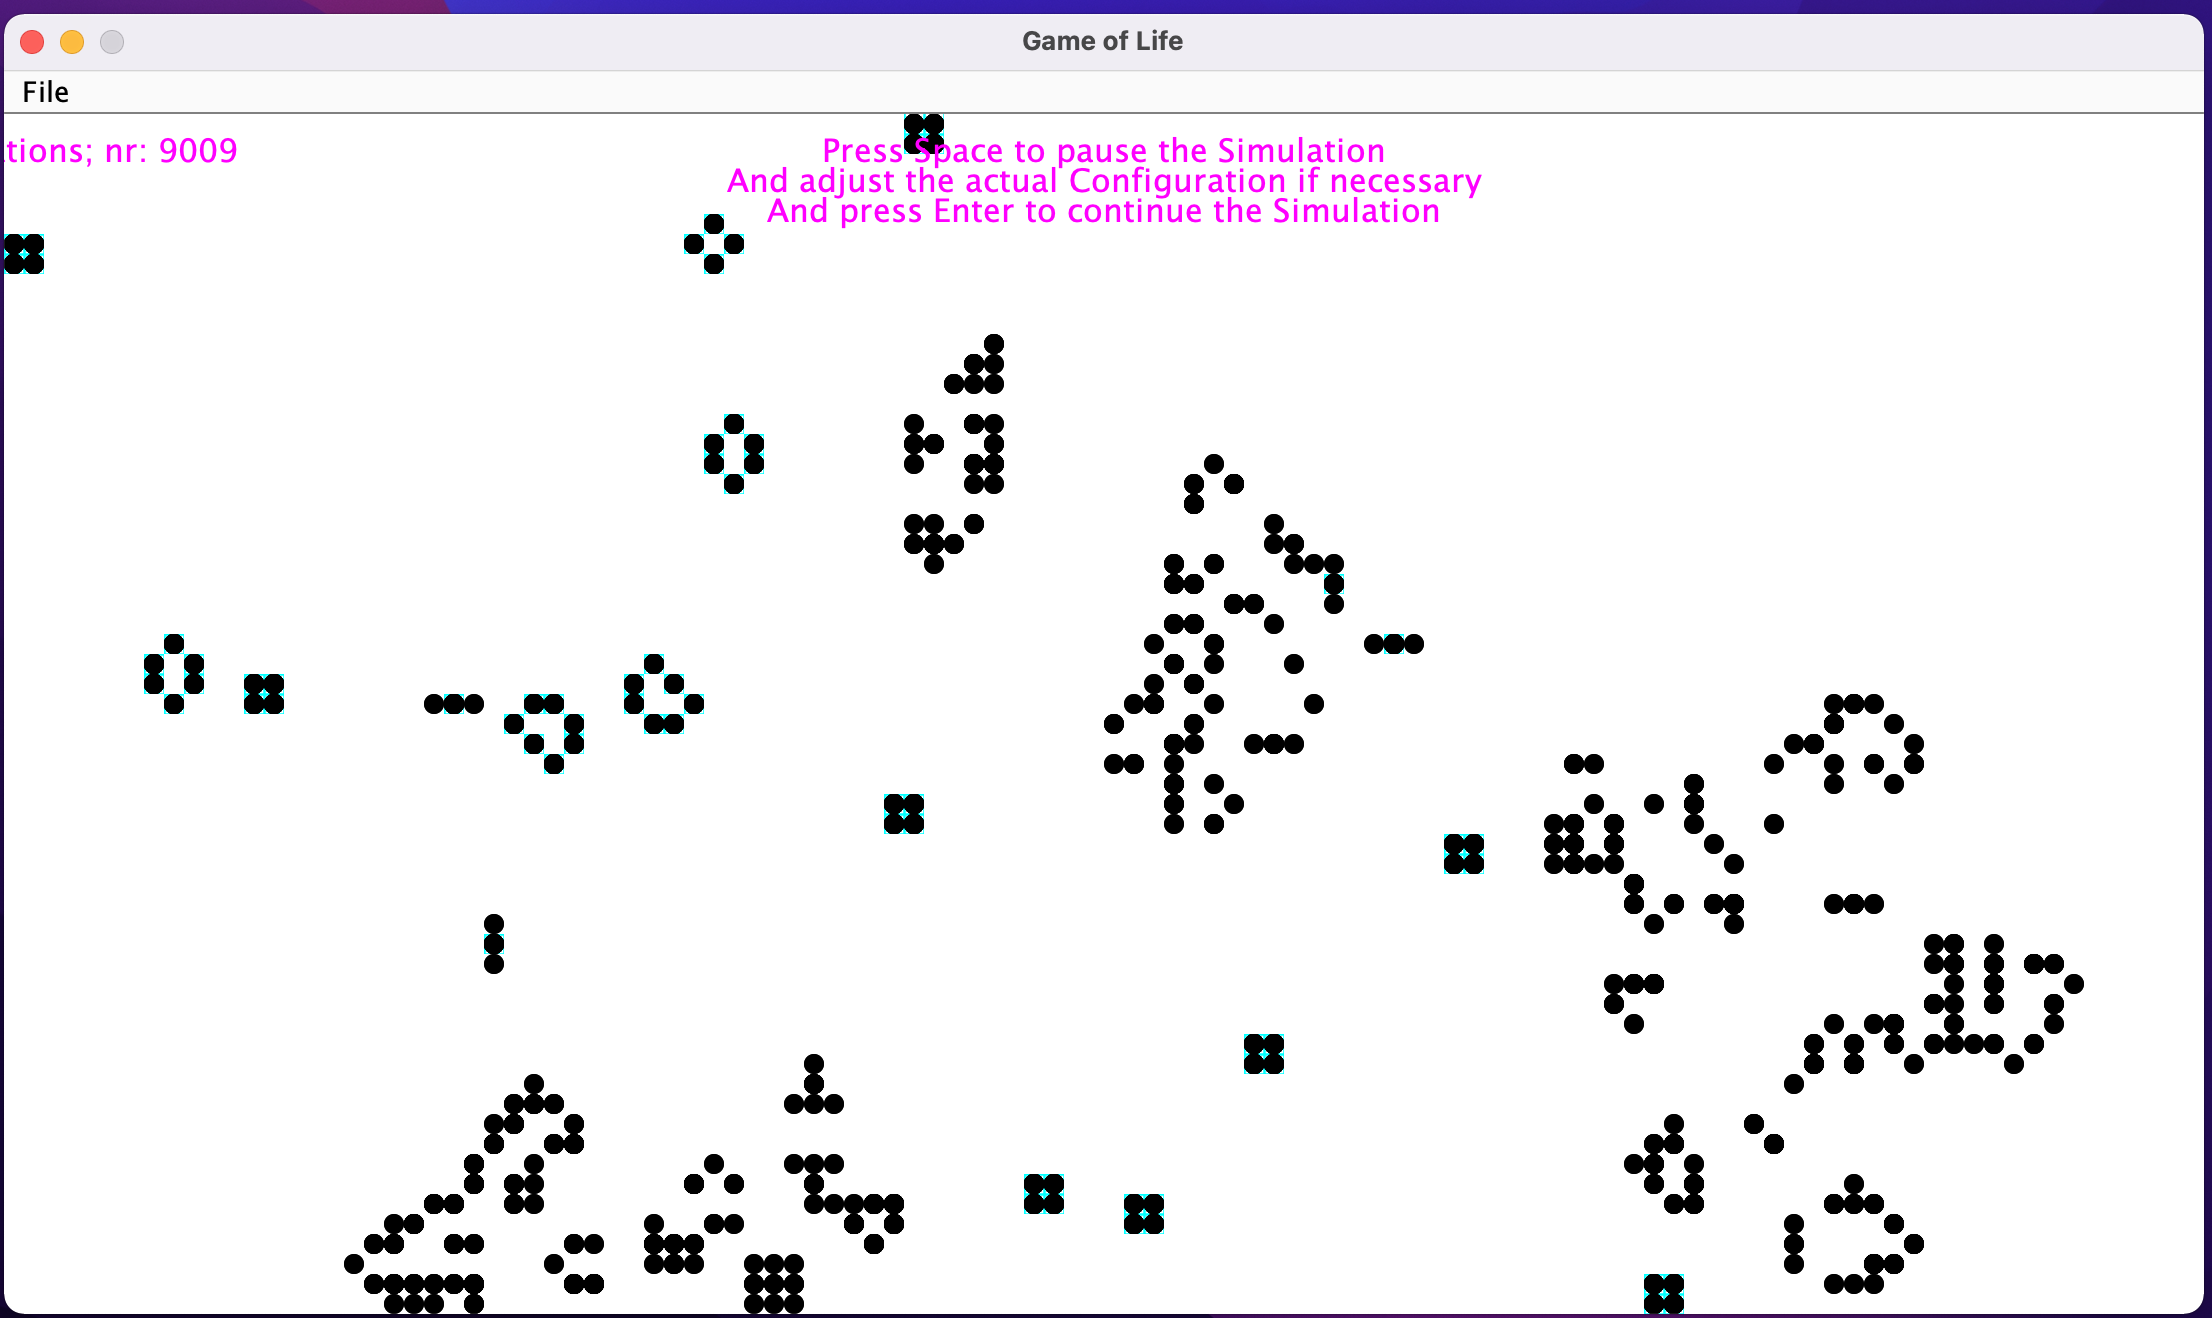 Game of Life
File
tions; nr: 9009
Press Space to pause the Simulation
And adjust the actual Configuration if necessary
And press Enter to continue the Simulation